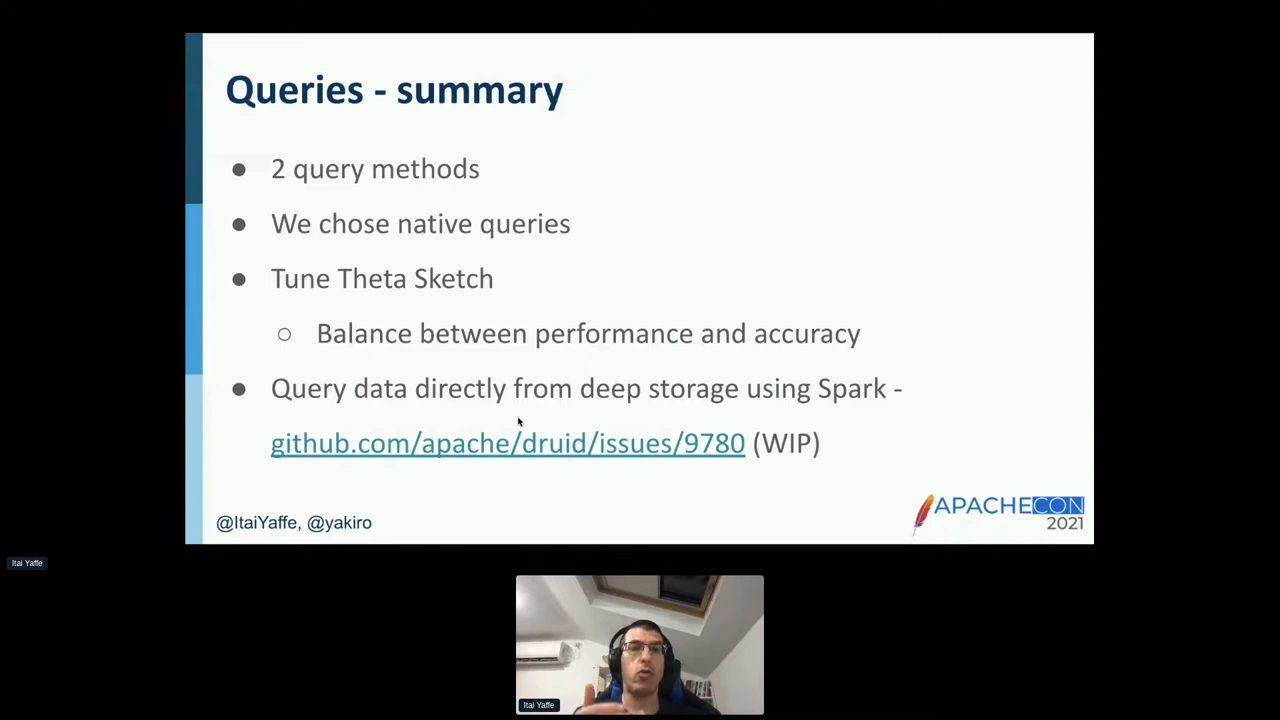 Queries - summary
● 2 query methods
● We chose native queries
● Tune Theta Sketch
○ Balance between performance and accuracy
● Query data directly from deep storage using Spark -
github.com/apache/druid/issues/9780 (WIP)
@ItaiYaffe, @yakiro
APACHECON
2021
Itai Yaffe
Itai Yaffe